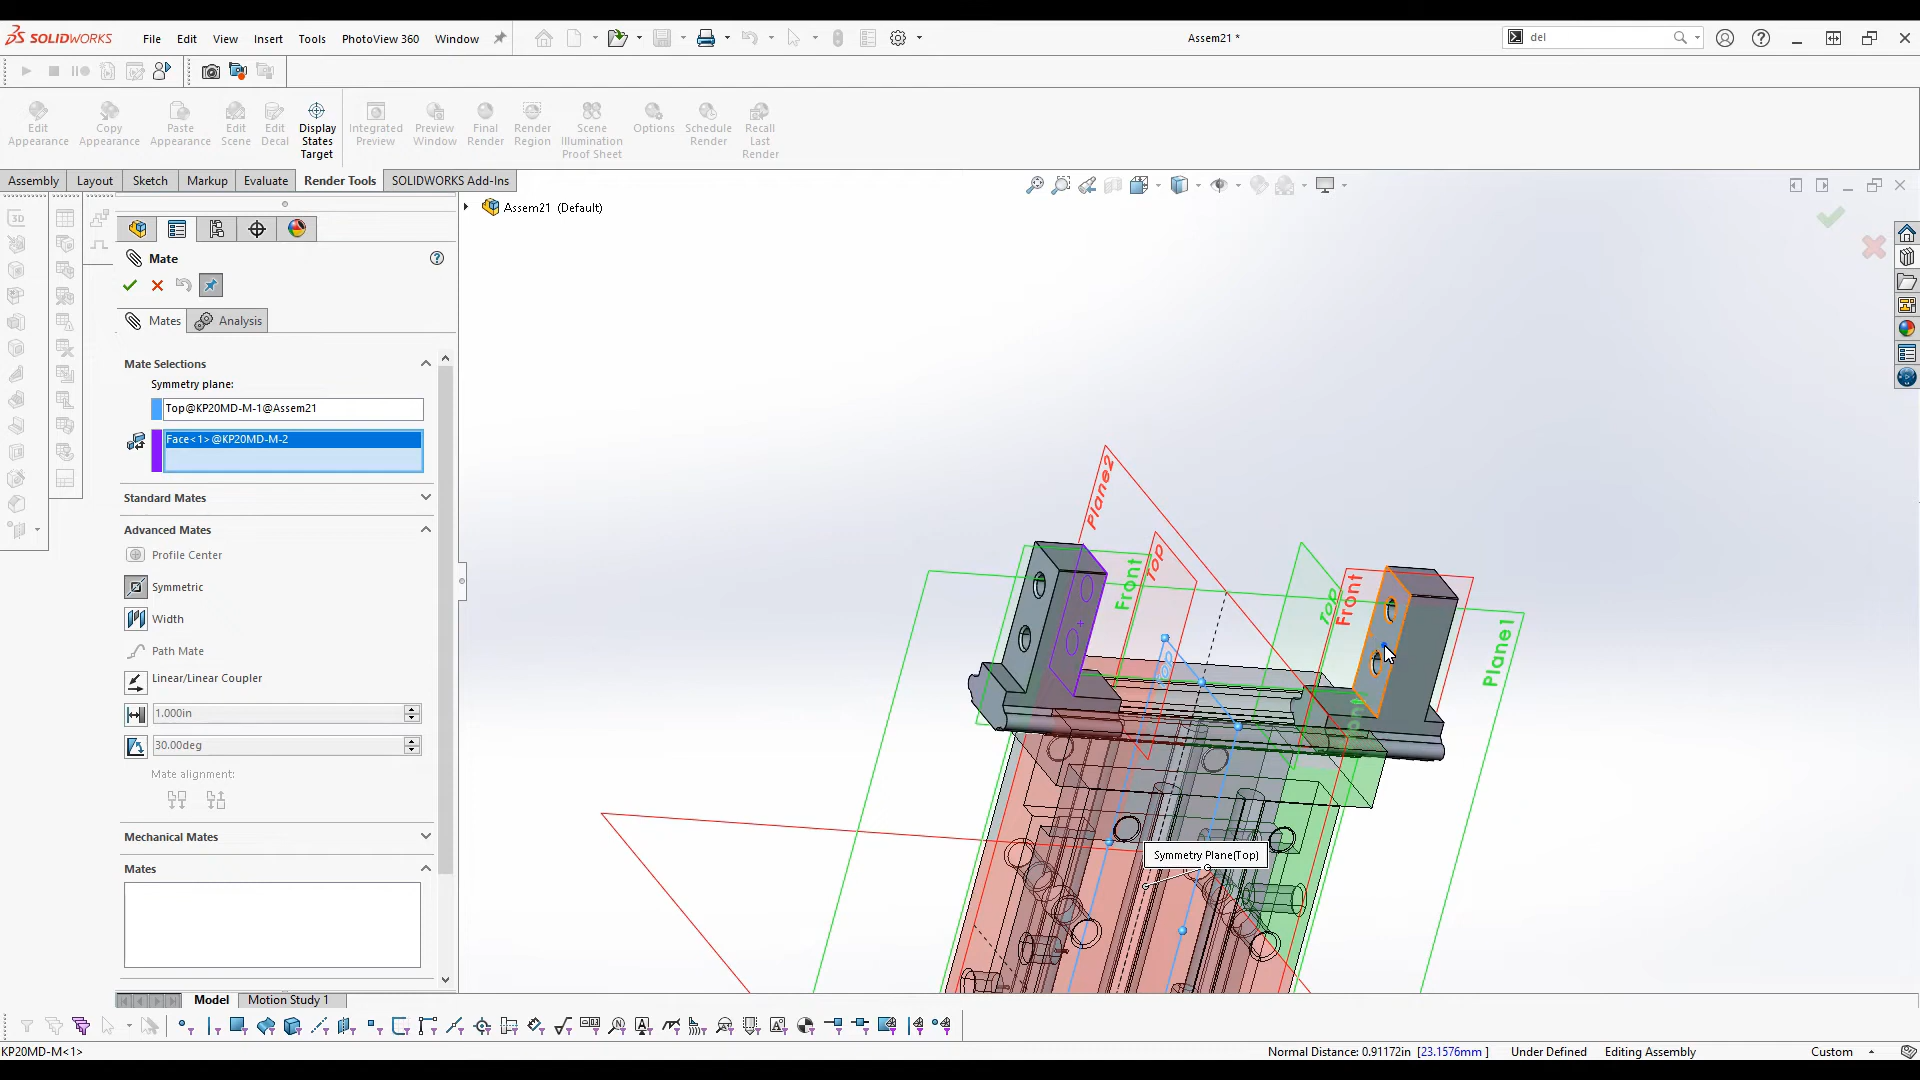 SOLIDWORKS File Edit View Insert Tools PhotoView 360 Window Assem21 * del
Edit Appearance
Copy Appearance
Paste Appearance
Edit Scene
Edit Decal
Display States Target
Integrated Preview
Preview Window
Final Render
Render Region
Scene Illumination Proof Sheet
Options
Schedule Render
Recall Last Render
Assembly Layout Sketch Markup Evaluate Render Tools SOLIDWORKS Add-Ins
Assem21 (Default)
Mate
Mates Analysis
Mate Selections
Symmetry plane:
Top@KP20MD-M-1@Assem21
Face<1>@KP20MD-M-2
Standard Mates
Advanced Mates
Profile Center
Symmetric
Width
Path Mate
Linear/Linear Coupler
1.000in
30.00deg
Mate alignment:
Mechanical Mates
Mates
Plane2
Top
Front
Top
Front
Plane1
Top
Symmetry Plane(Top)
Model Motion Study 1
KP20MD-M<1> Normal Distance: 0.91172in [23.1576mm ] Under Defined Editing Assembly Custom